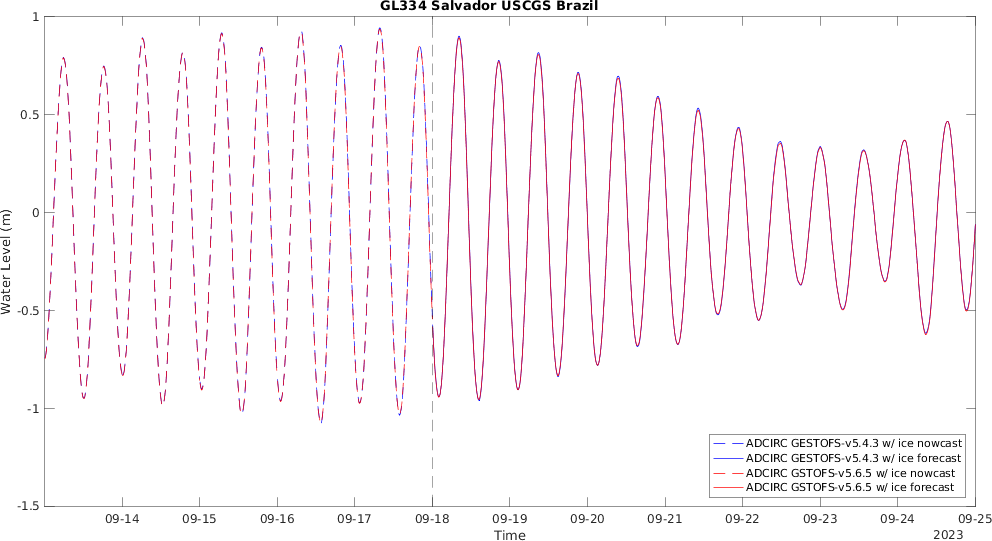 GL334 Salvador USCGS Brazil
Water Level (m)
1
0.5
0
-0.5
-1
-1.5
ADCIRC GESTOFS-v5.4.3 w/ ice nowcast
ADCIRC GESTOFS-v5.4.3 w/ ice forecast
ADCIRC GSTOFS-v5.6.5 w/ ice nowcast
ADCIRC GSTOFS-v5.6.5 w/ ice forecast
09-14 09-15 09-16 09-17 09-18 09-19 09-20 09-21 09-22 09-23 09-24 09-25
Time
2023